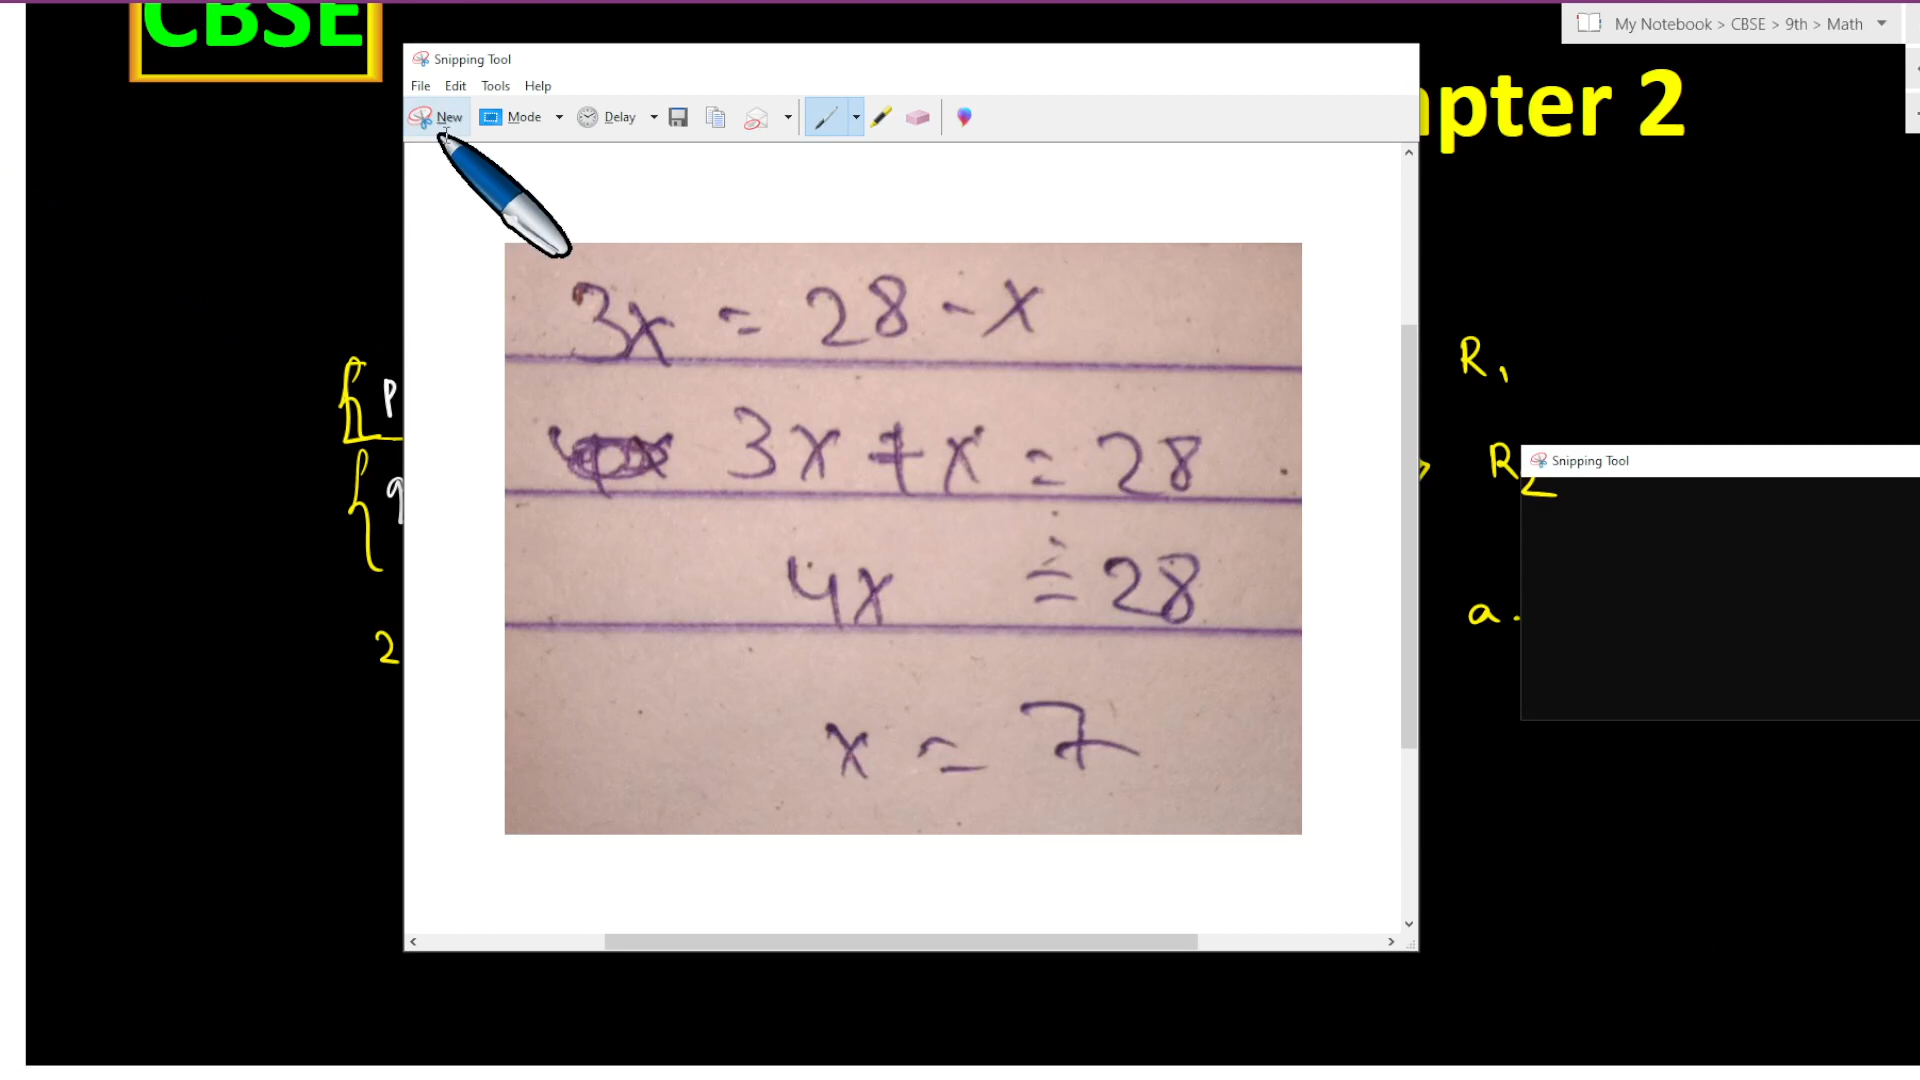 CBSE
My Notebook > CBSE > 9th > Math
Snipping Tool
File Edit Tools Help
New Mode Delay
pter 2
3x = 28 - x
3x + x = 28
4x = 28
x = 7
P
q
2
R1
R2
Snipping Tool
a.